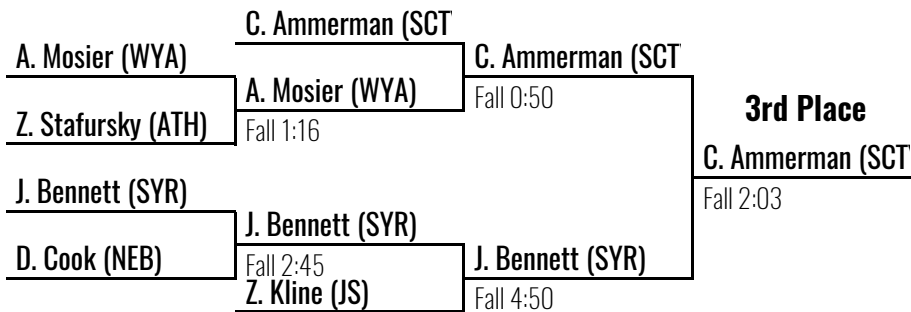 C. Ammerman (SCT
A. Mosier (WYA)
C. Ammerman (SCT
A. Mosier (WYA)
Fall 0:50
3rd Place
Z. Stafursky (ATH)
Fall 1:16
C. Ammerman (SCT
J. Bennett (SYR)
Fall 2:03
J. Bennett (SYR)
D. Cook (NEB)
Fall 2:45
J. Bennett (SYR)
Z. Kline (JS)
Fall 4:50